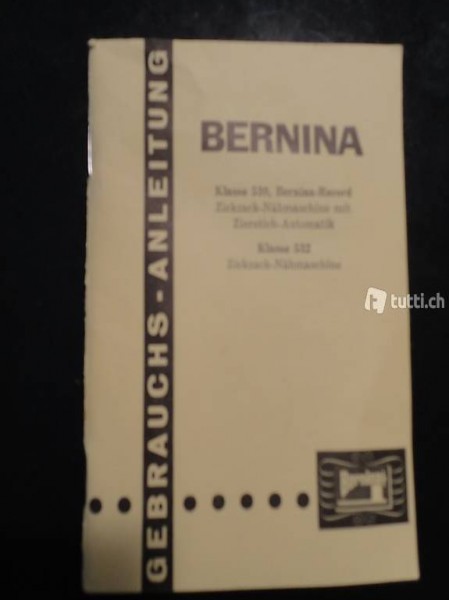 GEBRAUCHS-ANLEITUNG
BERNINA
Klasse 530, Bernina-Record
Zickzack-Nähmaschine mit
Zierstich-Automatik
Klasse 532
Zickzack-Nähmaschine
tutti.ch